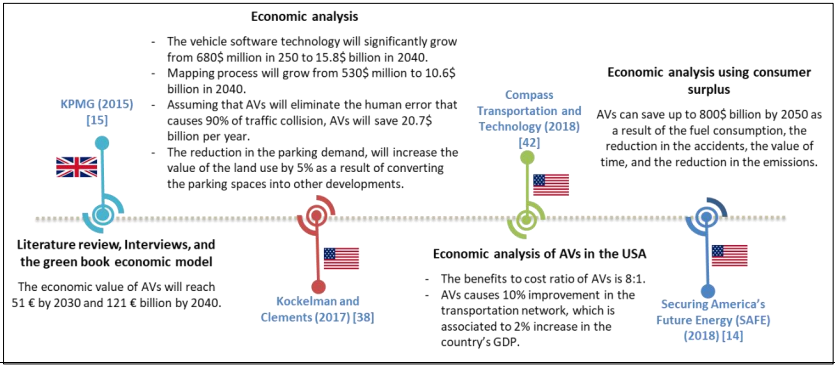 Economic analysis
- The vehicle software technology will significantly grow
from 680$ million in 250 to 15.8$ billion in 2040.
- Mapping process will grow from 530$ million to 10.6$
billion in 2040.
- Assuming that AVs will eliminate the human error that
causes 90% of traffic collision, AVs will save 20.7$
billion per year.
- The reduction in the parking demand, will increase the
value of the land use by 5% as a result of converting
the parking spaces into other developments.
KPMG (2015)
[15]
Literature review, Interviews, and
the green book economic model
The economic value of AVs will reach
51 € by 2030 and 121 € billion by 2040.
Kockelman and
Clements (2017) [38]
Compass
Transportation and
Technology (2018)
[42]
Economic analysis of AVs in the USA
- The benefits to cost ratio of AVs is 8:1.
- AVs causes 10% improvement in the
transportation network, which is
associated to 2% increase in the
country's GDP.
Economic analysis using consumer
surplus
AVs can save up to 800$ billion by 2050 as
a result of the fuel consumption, the
reduction in the accidents, the value of
time, and the reduction in the emissions.
Securing America's
Future Energy (SAFE)
(2018) [14]